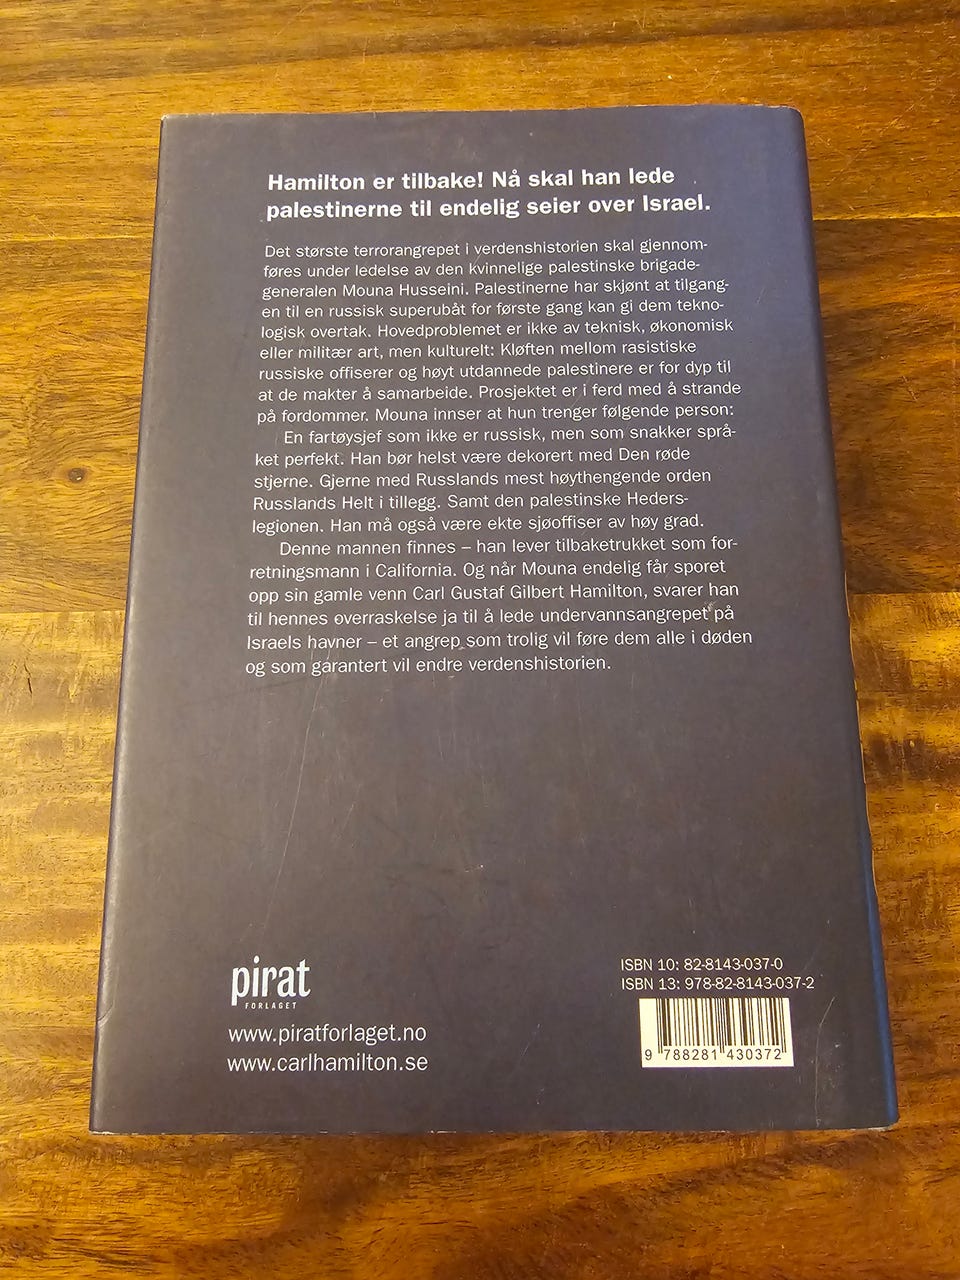 Hamilton er tilbake! Nå skal han lede
palestinerne til endelig seier over Israel.
Det største terrorangrepet i verdenshistorien skal gjennom-
føres under ledelse av den kvinnelige palestinske brigade-
generalen Mouna Husseini. Palestinerne har skjønt at tilgang-
en til en russisk superubåt for første gang kan gi dem tekno-
logisk overtak. Hovedproblemet er ikke av teknisk, økonomisk
eller militær art, men kulturelt: Kløften mellom rasistiske
russiske offiserer og høyt utdannede palestinere er for dyp til
at de makter å samarbeide. Prosjektet er i ferd med å strande
på fordommer. Mouna innser at hun trenger følgende person:
En fartøysjef som ikke er russisk, men som snakker språ-
ket perfekt. Han bør helst være dekorert med Den røde
stjerne. Gjerne med Russlands mest høythengende orden
Russlands Helt i tillegg. Samt den palestinske Heders-
legionen. Han må også være ekte sjøoffiser av høy grad.
Denne mannen finnes – han lever tilbaketrukket som for-
retningsmann i California. Og når Mouna endelig får sporet
opp sin gamle venn Carl Gustaf Gilbert Hamilton, svarer han
til hennes overraskelse ja til å lede undervannsangrepet på
Israels havner – et angrep som trolig vil føre dem alle i døden
og som garantert vil endre verdenshistorien.
pirat
FORLAGET
www.piratforlaget.no
www.carlhamilton.se
ISBN 10: 82-8143-037-0
ISBN 13: 978-82-8143-037-2
9 788281 430372